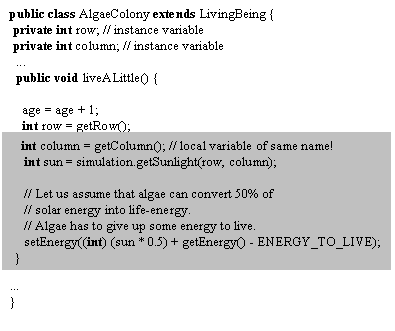 public class AlgaeColony extends LivingBeing {
private int row; // instance variable
private int column; // instance variable
...
public void liveALittle() {
age = age + 1;
int row = getRow();
int column = getColumn(); // local variable of same name!
int sun = simulation.getSunlight(row, column);
// Let us assume that algae can convert 50% of
// solar energy into life-energy.
// Algae has to give up some energy to live.
setEnergy((int) (sun * 0.5) + getEnergy() - ENERGY_TO_LIVE);
}
...
}